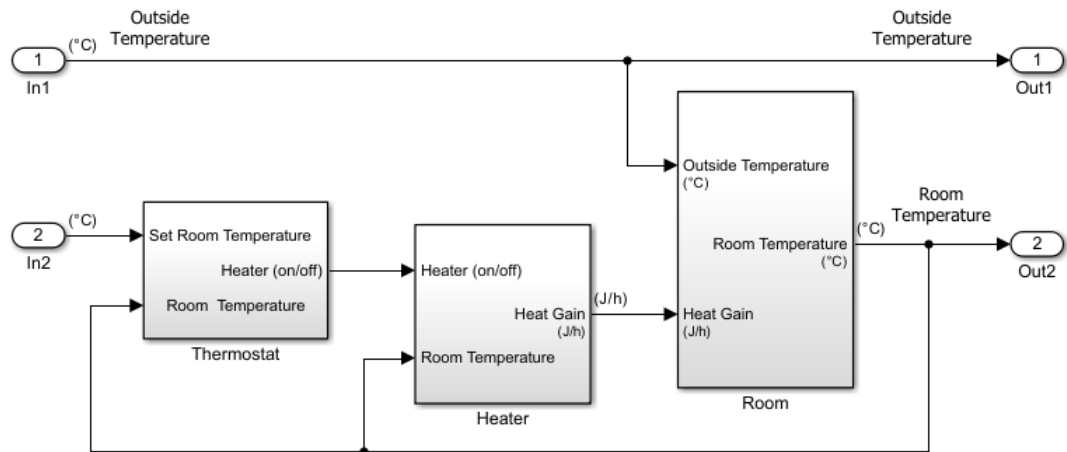 Outside
Temperature
Outside
Temperature
(°C)
1
In1
1
Out1
Outside Temperature
(°C)
Room
Temperature
(°C)
2
In2
(°C)
2
Out2
Set Room Temperature
Heater (on/off)
Room Temperature
Thermostat
Heater (on/off)
Heat Gain
(J/h)
Room Temperature
Heater
(J/h)
Room Temperature
(°C)
Heat Gain
(J/h)
Room